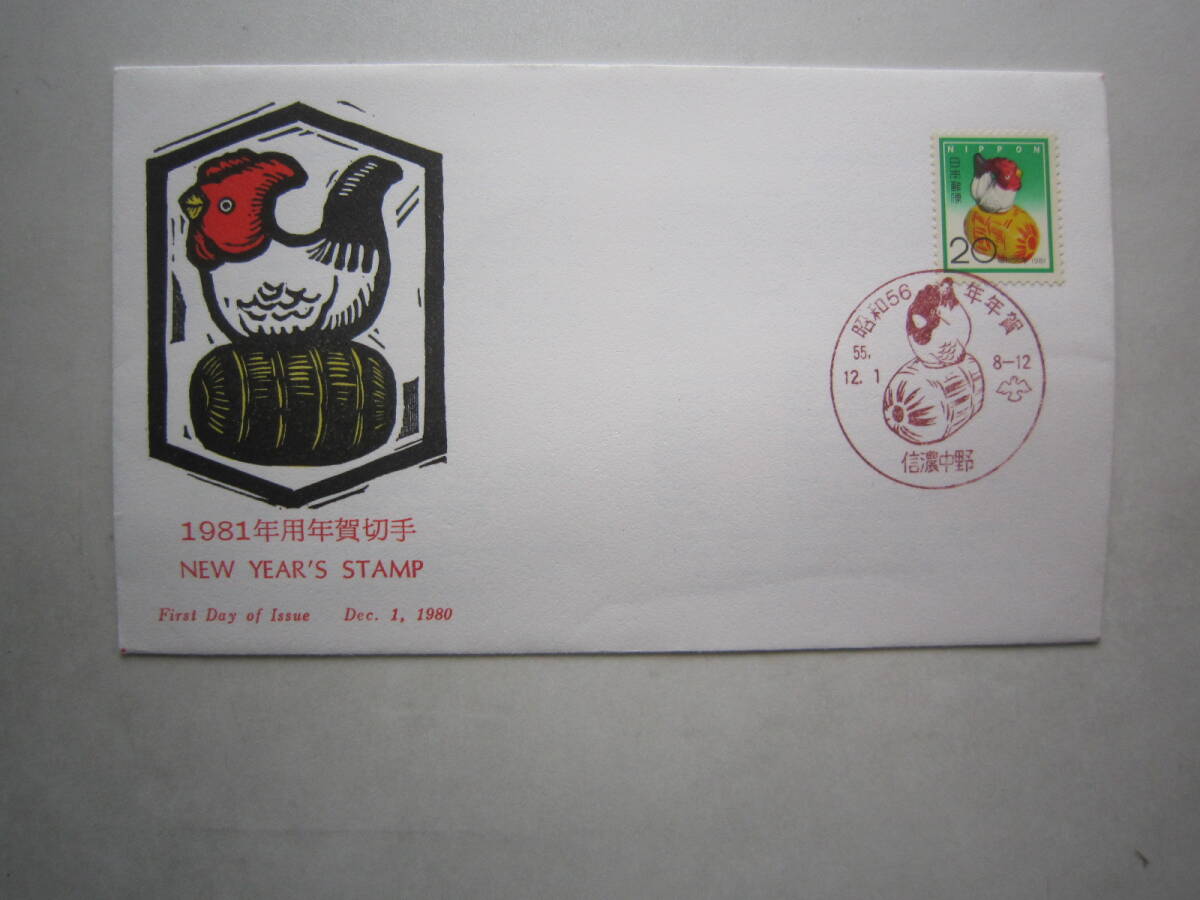 1981年用年賀切手
NEW YEAR'S STAMP
First Day of Issue Dec. 1, 1980
NIPPON
日本郵便
20
1981
昭和56年年賀
55.
12.1
8-12
信濃中野